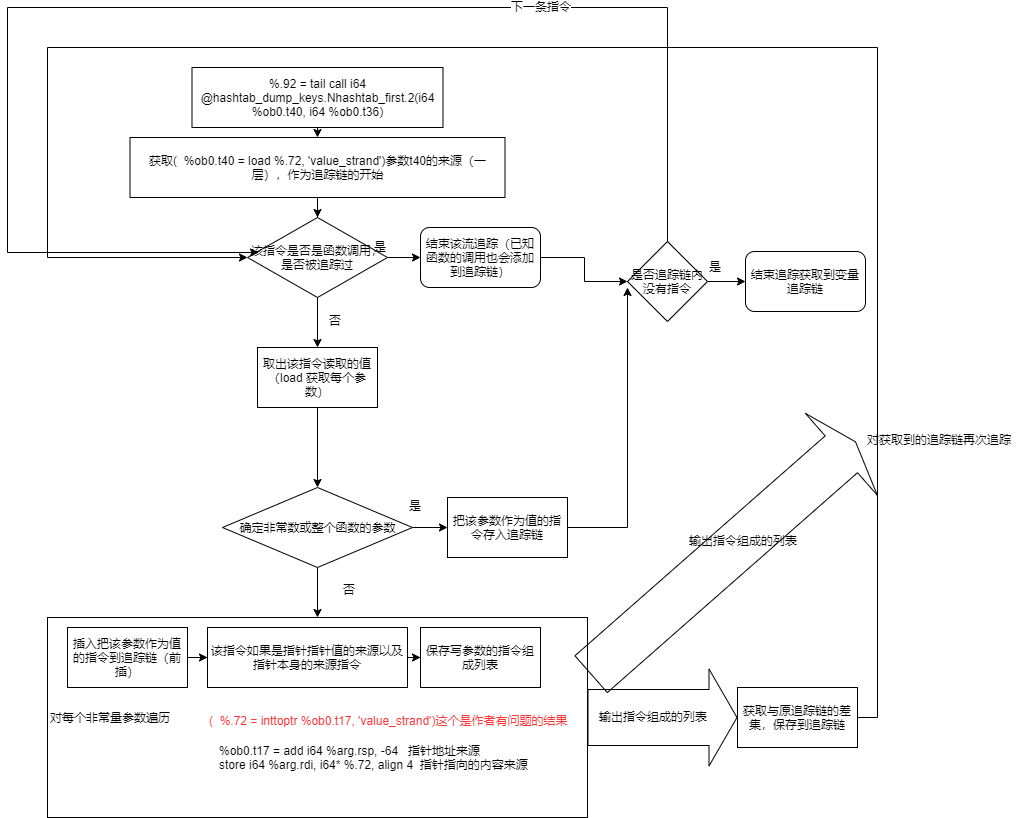 下一条指令
%.92 = tail call i64
@hashtab_dump_keys.Nhashtab_first.2(i64
%ob0.t40, i64 %ob0.t36)
获取(  %ob0.t40 = load %.72, 'value_strand')参数t40的来源（一
层），作为追踪链的开始
该指令是否是函数调用，
是否被追踪过
是
结束该流追踪（已知
函数的调用也会添加
到追踪链）
是否追踪链内
没有指令
是
结束追踪获取到变量
追踪链
否
取出该指令读取的值
（load 获取每个参
数）
对获取到的追踪链再次追踪
确定非常数或整个函数的参数
是
把该参数作为值的指
令存入追踪链
输出指令组成的列表
否
插入把该参数作为值
的指令到追踪链（前
插）
该指令如果是指针指针值的来源以及
指针本身的来源指令
保存写参数的指令组
成列表
对每个非常量参数遍历
(  %.72 = inttoptr %ob0.t17, 'value_strand')这个是作者有问题的结果
%ob0.t17 = add i64 %arg.rsp, -64   指针地址来源
store i64 %arg.rdi, i64* %.72, align 4  指针指向的内容来源
输出指令组成的列表
获取与原追踪链的差
集，保存到追踪链